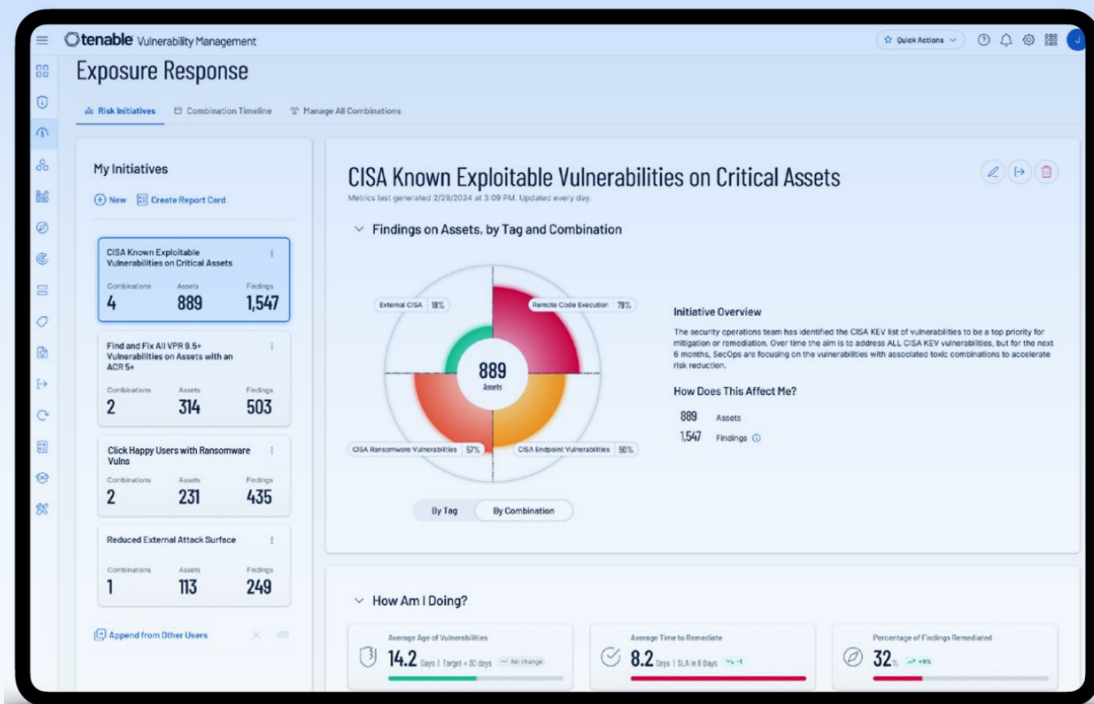 tenable Vulnerability Management
Quick Actions
J
Exposure Response
Risk Initiatives
Combination Timeline
Manage All Combinations
My Initiatives
New
Create Report Card
CISA Known Exploitable
Vulnerabilities on Critical Assets
Combinations Assets Findings
4 889 1,547
Find and Fix All VPR 9.5+
Vulnerabilities on Assets with an
ACR 5+
Combinations Assets Findings
2 314 503
Click Happy Users with Ransomware
Vulns
Combinations Assets Findings
2 231 435
Reduced External Attack Surface
Combinations Assets Findings
1 113 249
Append from Other Users
CISA Known Exploitable Vulnerabilities on Critical Assets
Metrics last generated 2/29/2024 at 3:09 PM. Updated every day.
Findings on Assets, by Tag and Combination
External CISA 18%
Remote Code Execution 79%
889
Assets
CISA Ransomware Vulnerabilities 57%
CISA Endpoint Vulnerabilities 50%
By Tag
By Combination
Initiative Overview
The security operations team has identified the CISA KEV list of vulnerabilities to be a top priority for
mitigation or remediation. Over time the aim is to address ALL CISA KEV vulnerabilities, but for the next
6 months, SecOps are focusing on the vulnerabilities with associated toxic combinations to accelerate
risk reduction.
How Does This Affect Me?
889 Assets
1,547 Findings
How Am I Doing?
Average Age of Vulnerabilities
14.2 Days | Target < 30 days No change
Average Time to Remediate
8.2 Days | SLA in 8 Days -1
Percentage of Findings Remediated
32% +9%